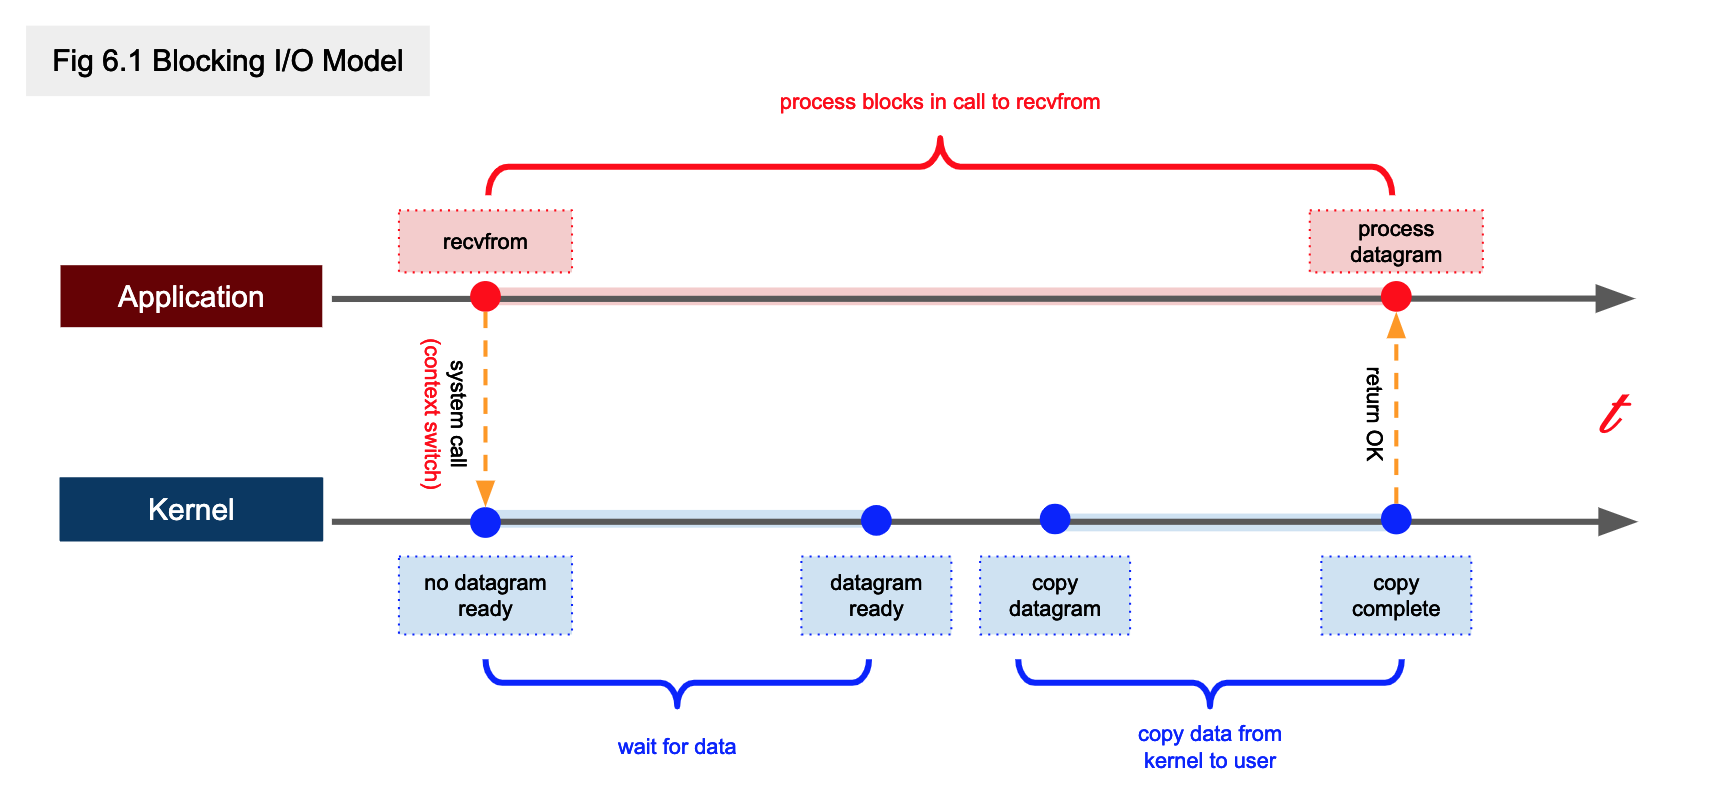 Fig 6.1 Blocking I/O Model
process blocks in call to recvfrom
recvfrom
process
datagram
Application
system call
(context switch)
return OK
t
Kernel
no datagram
ready
datagram
ready
copy
datagram
copy
complete
wait for data
copy data from
kernel to user